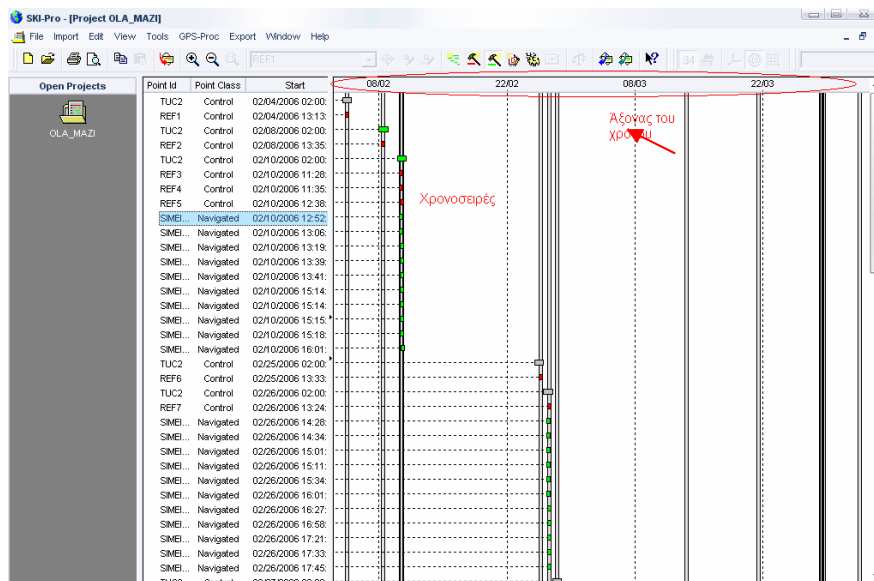 SKI-Pro - [Project OLA_MAZI]
File Import Edit View Tools GPS-Proc Export Window Help
REF1
34
Open Projects
OLA_MAZI
Point Id Point Class Start 08/02 22/02 08/03 22/03
TUC2 Control 02/04/2006 02:00:
REF1 Control 02/04/2006 13:13:
TUC2 Control 02/08/2006 02:00:
REF2 Control 02/08/2006 13:35:
TUC2 Control 02/10/2006 02:00:
REF3 Control 02/10/2006 11:28:
REF4 Control 02/10/2006 11:35:
REF5 Control 02/10/2006 12:38:
SIMEI... Navigated 02/10/2006 12:52:
SIMEI... Navigated 02/10/2006 13:06:
SIMEI... Navigated 02/10/2006 13:19:
SIMEI... Navigated 02/10/2006 13:39:
SIMEI... Navigated 02/10/2006 13:41:
SIMEI... Navigated 02/10/2006 15:14:
SIMEI... Navigated 02/10/2006 15:14:
SIMEI... Navigated 02/10/2006 15:15:
SIMEI... Navigated 02/10/2006 15:18:
SIMEI... Navigated 02/10/2006 16:01:
TUC2 Control 02/25/2006 02:00:
REF6 Control 02/25/2006 13:33:
TUC2 Control 02/26/2006 02:00:
REF7 Control 02/26/2006 13:24:
SIMEI... Navigated 02/26/2006 14:28:
SIMEI... Navigated 02/26/2006 14:34:
SIMEI... Navigated 02/26/2006 15:01:
SIMEI... Navigated 02/26/2006 15:11:
SIMEI... Navigated 02/26/2006 15:34:
SIMEI... Navigated 02/26/2006 16:01:
SIMEI... Navigated 02/26/2006 16:27:
SIMEI... Navigated 02/26/2006 16:58:
SIMEI... Navigated 02/26/2006 17:21:
SIMEI... Navigated 02/26/2006 17:33:
SIMEI... Navigated 02/26/2006 17:45:
Άξονας του
χρόνου
Χρονοσειρές